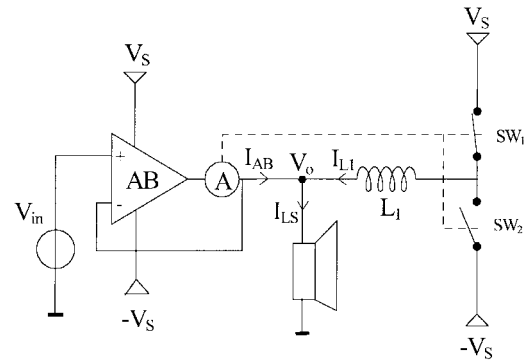 V_S
V_S
SW_1
+
AB
A
I_AB
V_o
I_L1
-
V_in
I_LS
L_1
SW_2
-V_S
-V_S